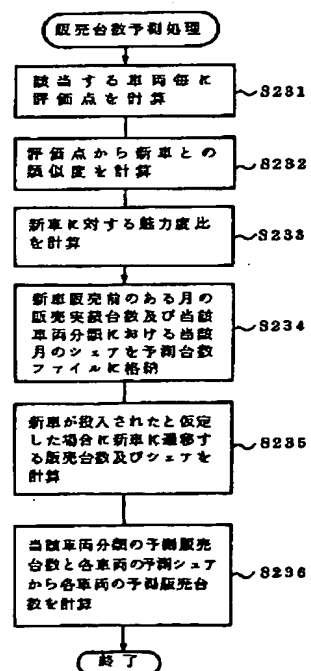 販売台数予測処理
該当する車両毎に
評価点を計算
S231
評価点から新車との
類似度を計算
S232
新車に対する魅力度比
を計算
S233
新車販売前のある月の
販売実績台数及び当該
車両分類における当該
月のシェアを予測台数
ファイルに格納
S234
新車が投入されたと仮定
した場合に新車に遷移す
る販売台数及びシェアを
計算
S235
当該車両分類の予測販売
台数と各車両の予測シェア
から各車両の予測販売台
数を計算
S236
終了